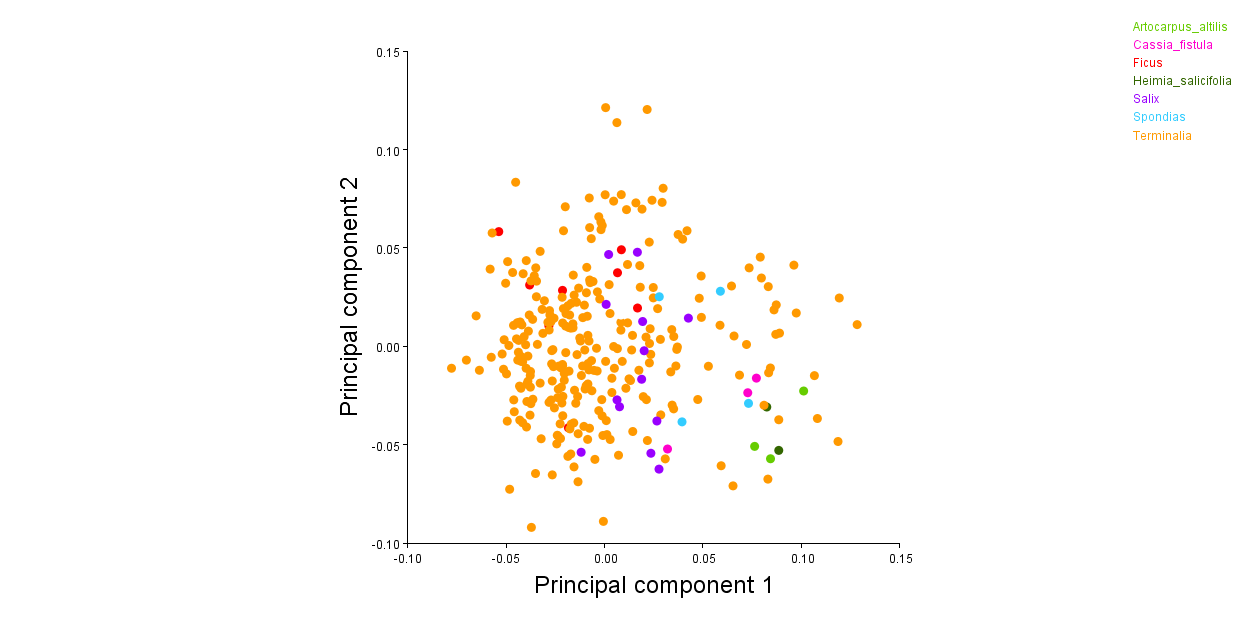 Artocarpus_altilis
Cassia_fistula
Ficus
Heimia_salicifolia
Salix
Spondias
Terminalia
0.15
0.10
0.05
0.00
-0.05
-0.10
Principal component 2
-0.10
-0.05
0.00
0.05
0.10
0.15
Principal component 1